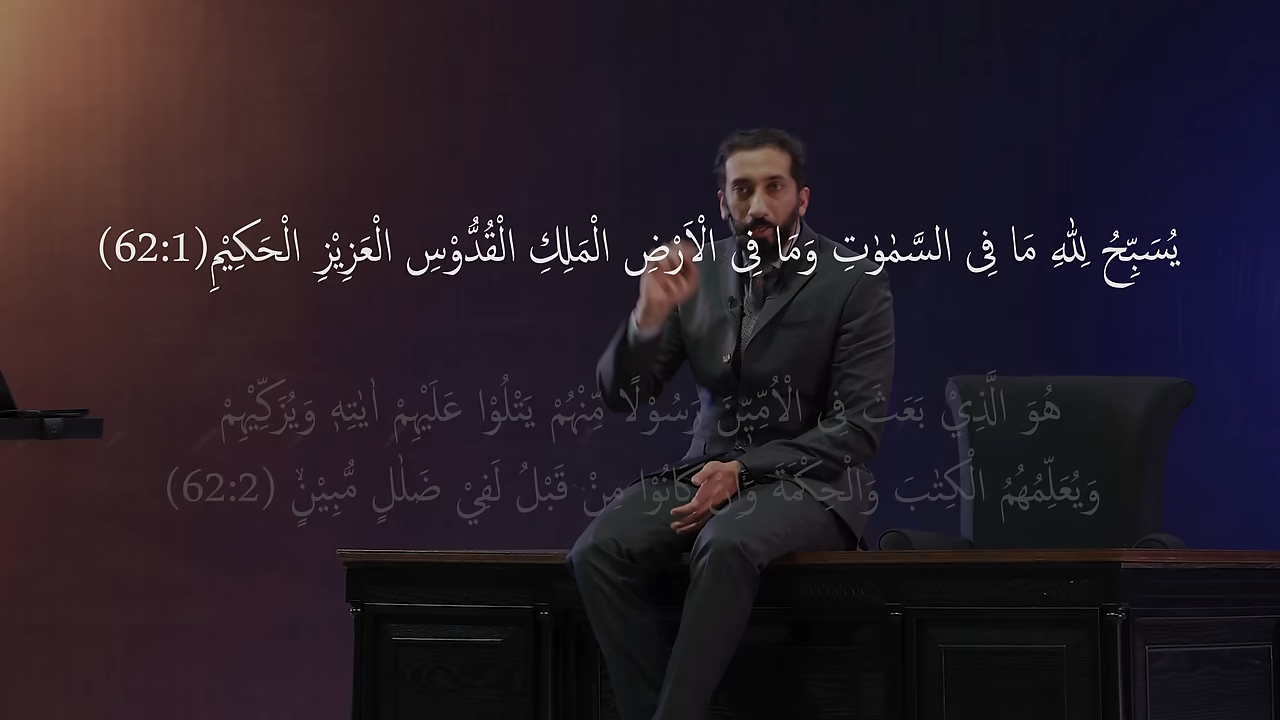 يُسَبِّحُ لِلّٰهِ مَا فِى السَّمٰوٰتِ وَمَا فِى الْاَرْضِ الْمَلِكِ الْقُدُّوْسِ الْعَزِيْزِ الْحَكِيْمِ(62:1)
هُوَ الَّذِيْ بَعَثَ فِى الْاُمِّيّٖنَ رَسُوْلًا مِّنْهُمْ يَتْلُوْا عَلَيْهِمْ اٰيٰتِهٖ وَيُزَكِّيْهِمْ
وَيُعَلِّمُهُمُ الْكِتٰبَ وَالْحِكْمَةَ وَاِنْ كَانُوْا مِنْ قَبْلُ لَفِيْ ضَلٰلٍ مُّبِيْنٍۙ (62:2)